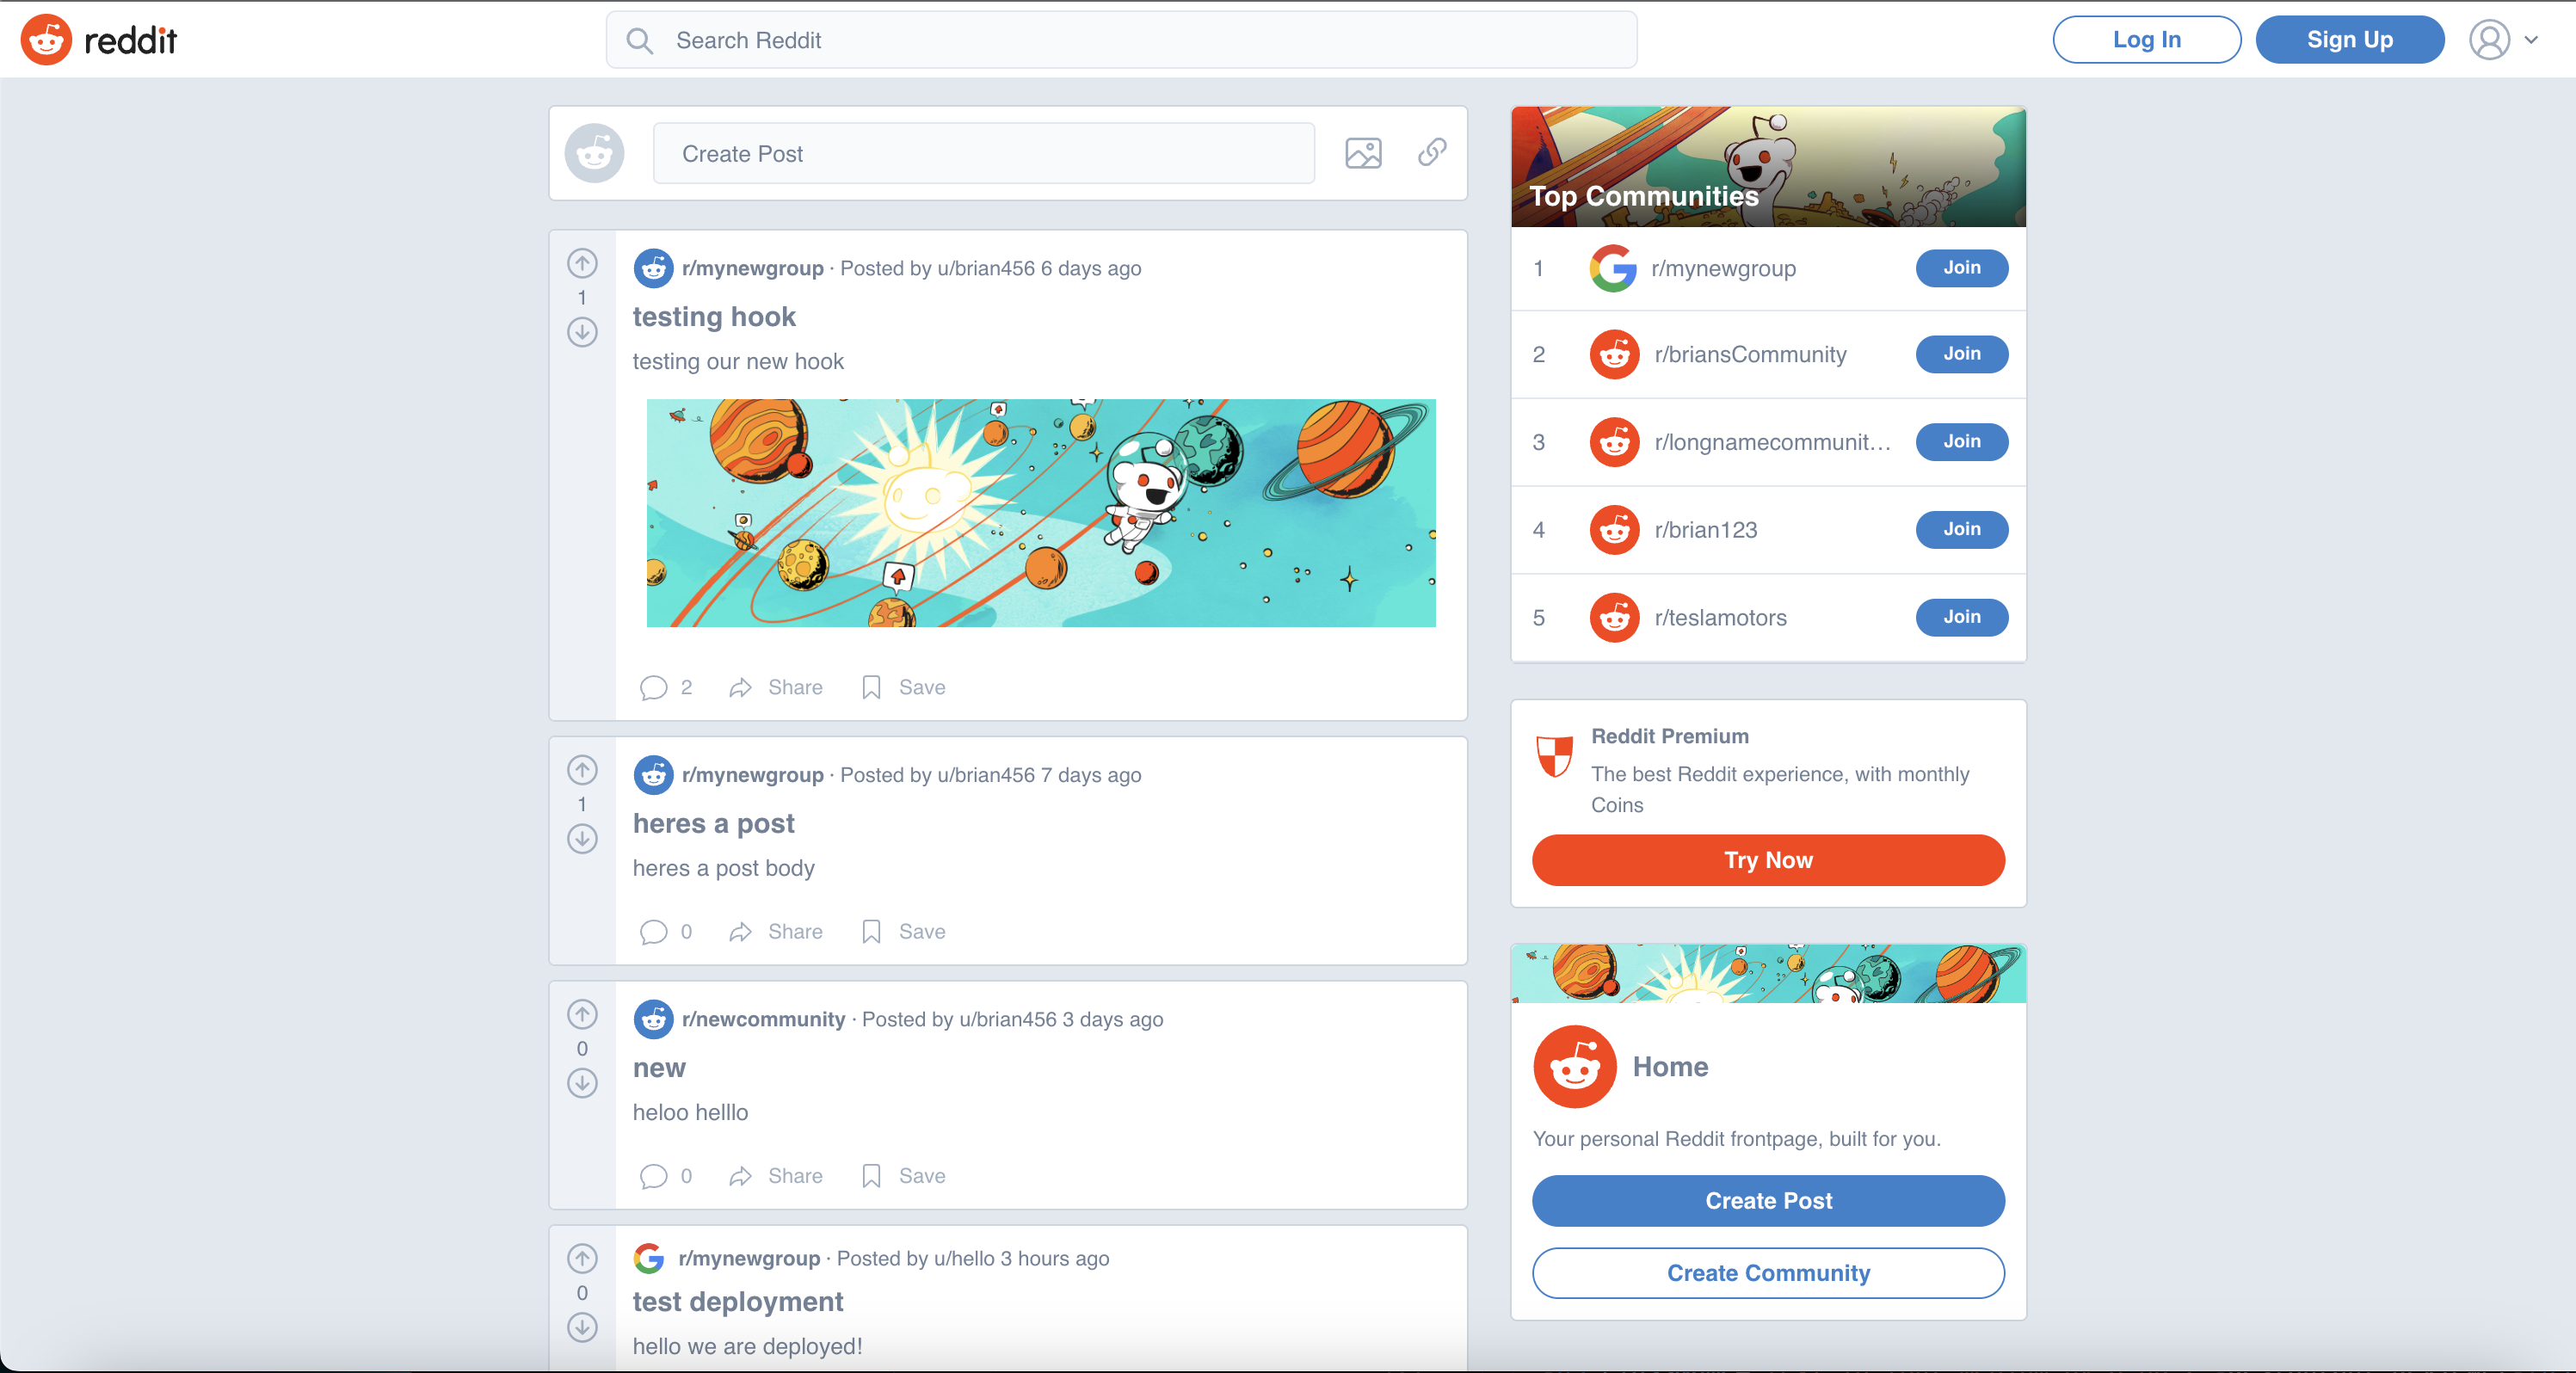 reddit
Search Reddit
Log In
Sign Up
Create Post
1
r/mynewgroup · Posted by u/brian456 6 days ago
testing hook
testing our new hook
2 Share Save
1
r/mynewgroup · Posted by u/brian456 7 days ago
heres a post
heres a post body
0 Share Save
0
r/newcommunity · Posted by u/brian456 3 days ago
new
heloo helllo
0 Share Save
0
r/mynewgroup · Posted by u/hello 3 hours ago
test deployment
hello we are deployed!
Top Communities
1 r/mynewgroup Join
2 r/briansCommunity Join
3 r/longnamecommunit... Join
4 r/brian123 Join
5 r/teslamotors Join
Reddit Premium
The best Reddit experience, with monthly
Coins
Try Now
Home
Your personal Reddit frontpage, built for you.
Create Post
Create Community